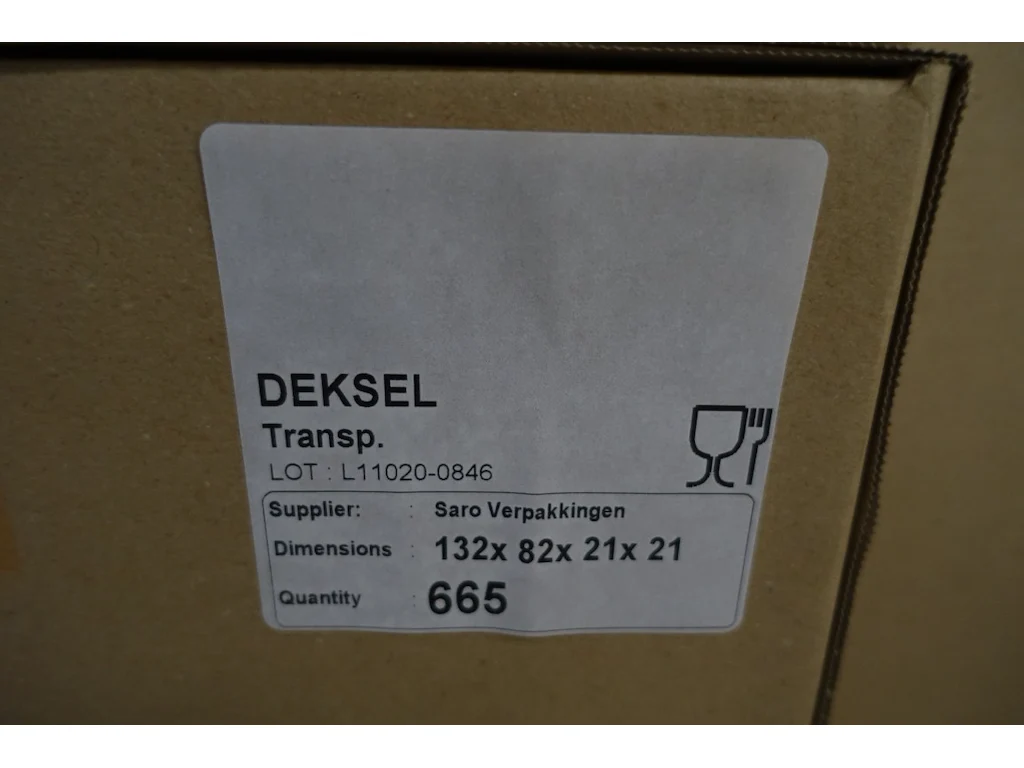 DEKSEL
Transp.
LOT : L11020-0846
Supplier: : Saro Verpakkingen
Dimensions : 132x 82x 21x 21
Quantity : 665